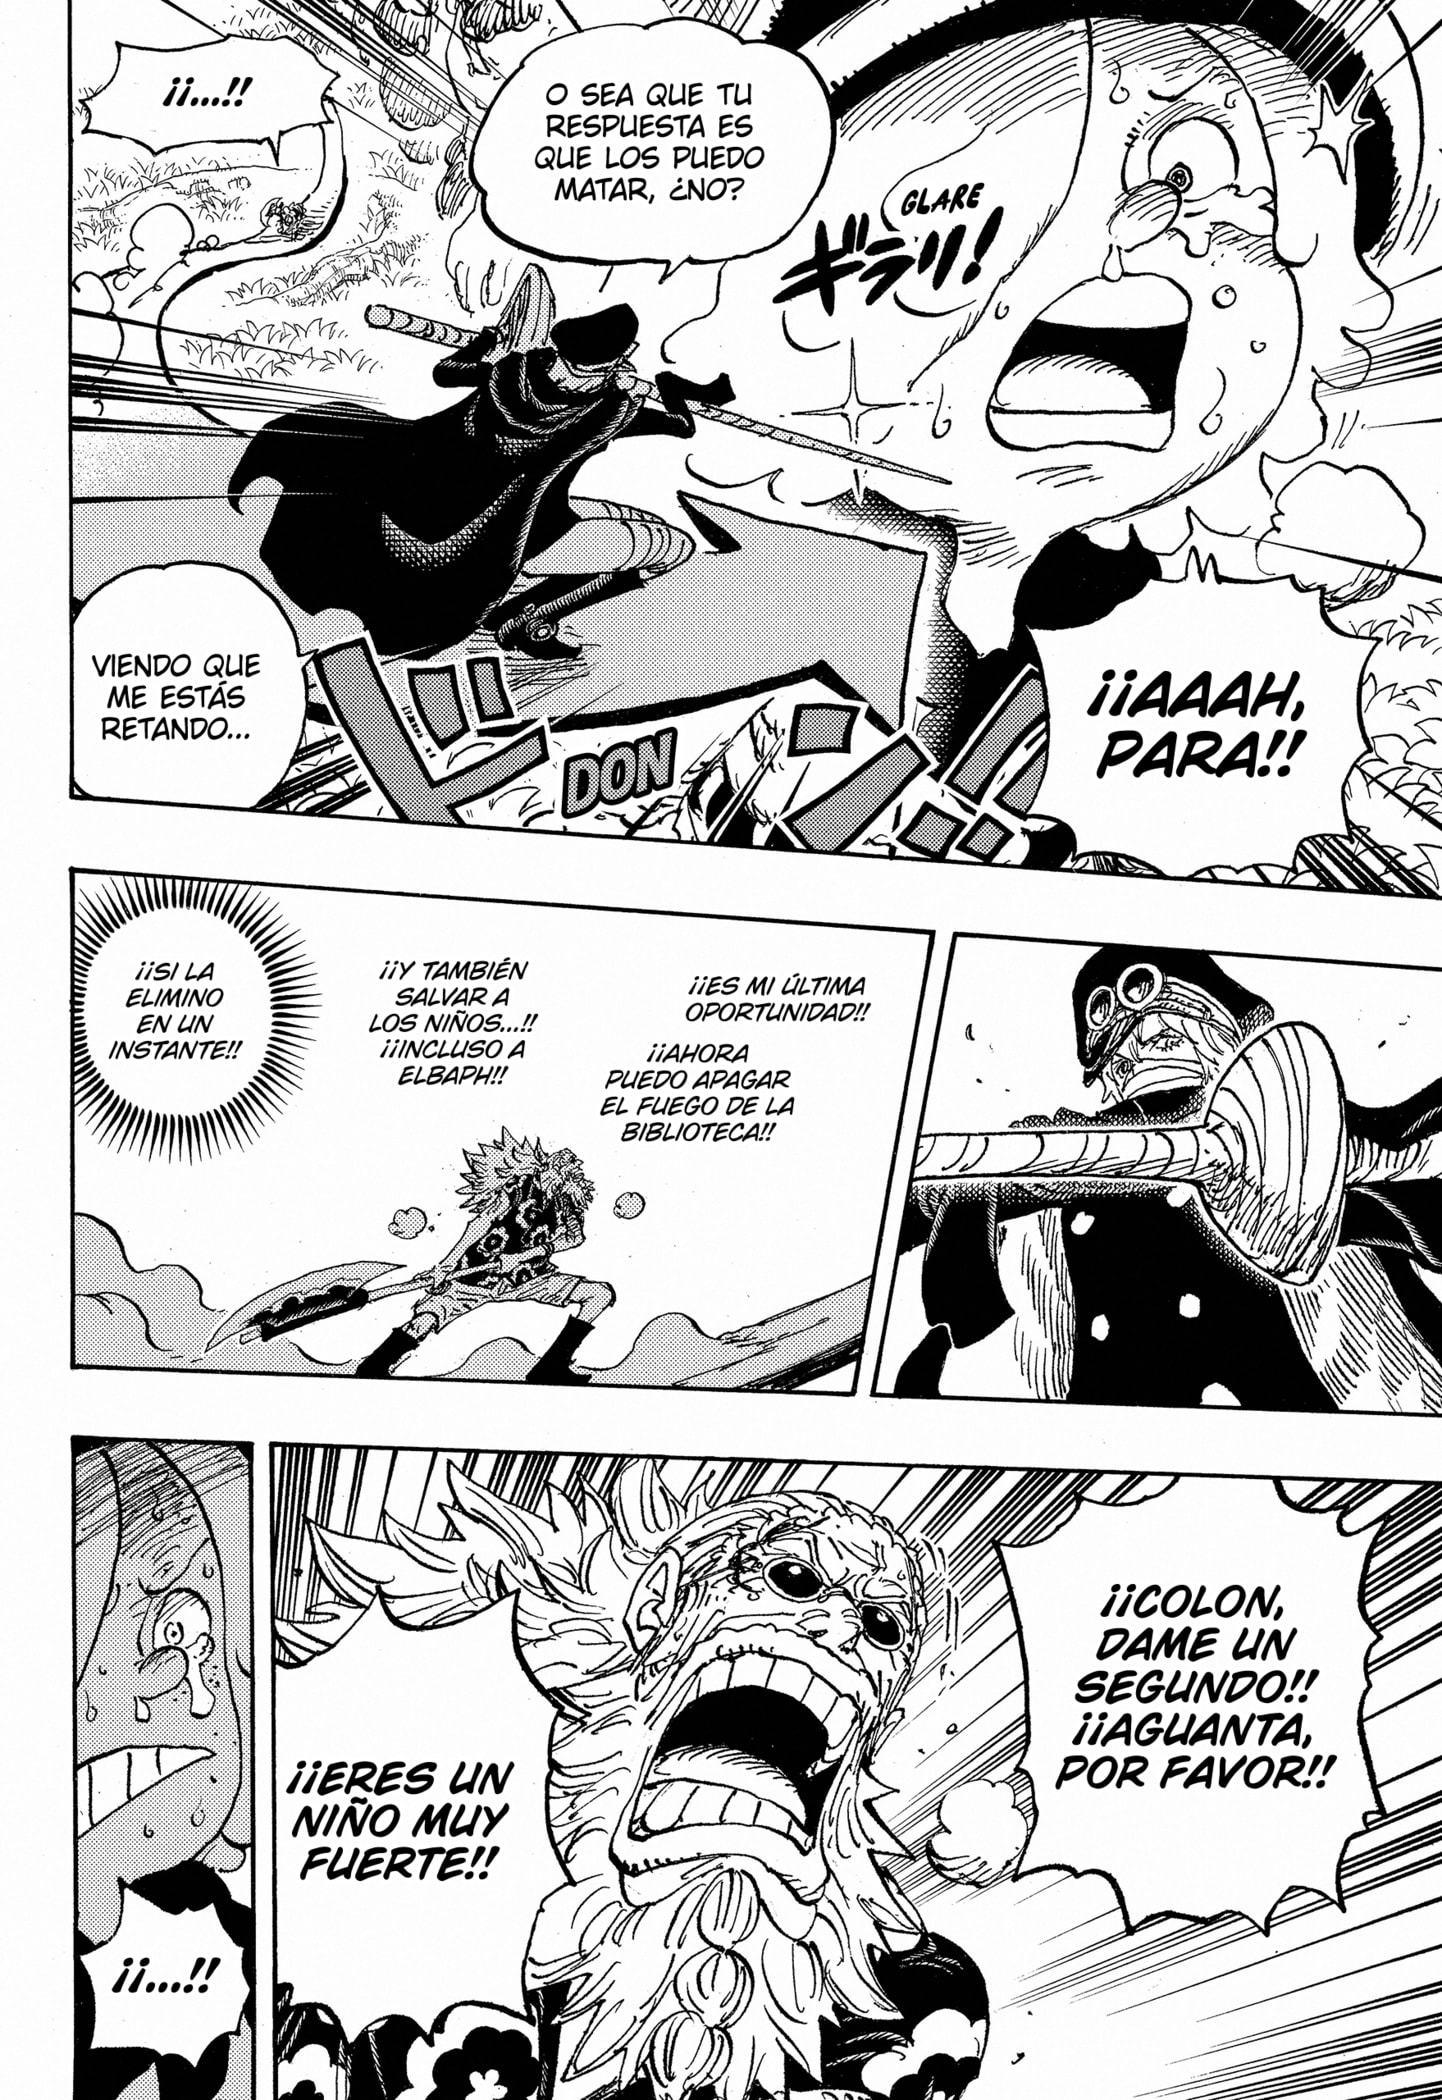 O SEA QUE TU
RESPUESTA ES
QUE LOS PUEDO
MATAR, ¿NO?
¡¡...!!
GLARE
ギラリ!
¡¡AAAH,
PARA!!
DON
ドン!!
VIENDO QUE
ME ESTÁS
RETANDO...
¡¡ES MI ÚLTIMA
OPORTUNIDAD!!
¡¡AHORA
PUEDO APAGAR
EL FUEGO DE LA
BIBLIOTECA!!
¡¡Y TAMBIÉN
SALVAR A
LOS NIÑOS...!!
¡¡INCLUSO A
ELBAPH!!
¡¡SI LA
ELIMINO
EN UN
INSTANTE!!
¡¡COLON,
DAME UN
SEGUNDO!!
¡¡AGUANTA,
POR FAVOR!!
¡¡ERES UN
NIÑO MUY
FUERTE!!
¡¡...!!